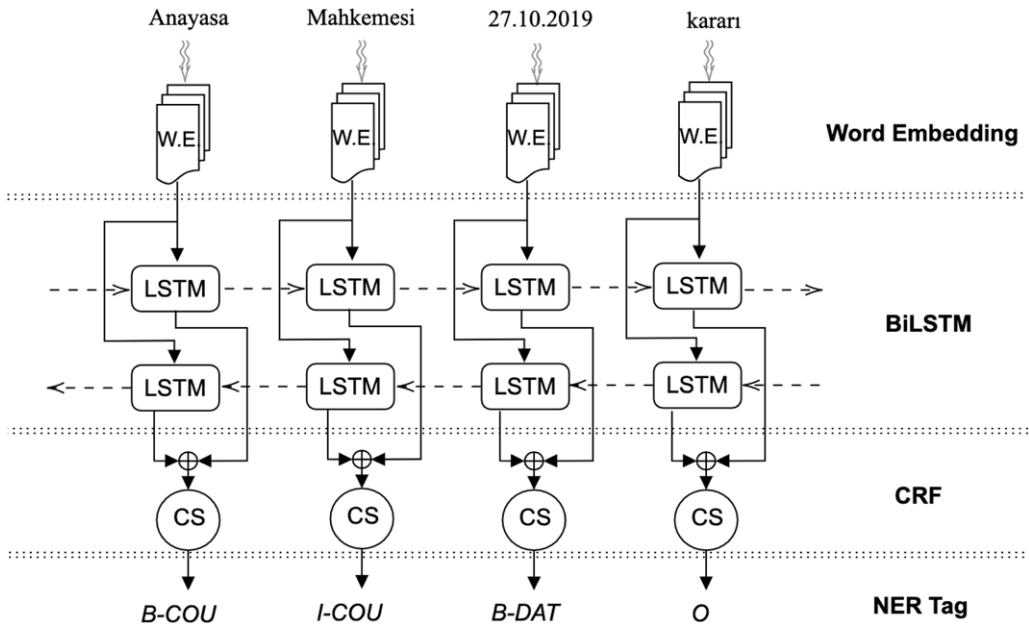 Anayasa Mahkemesi 27.10.2019 kararı
W.E. W.E. W.E. W.E.
Word Embedding
LSTM LSTM LSTM LSTM
BiLSTM
LSTM LSTM LSTM LSTM
CRF
CS CS CS CS
B-COU I-COU B-DAT O
NER Tag